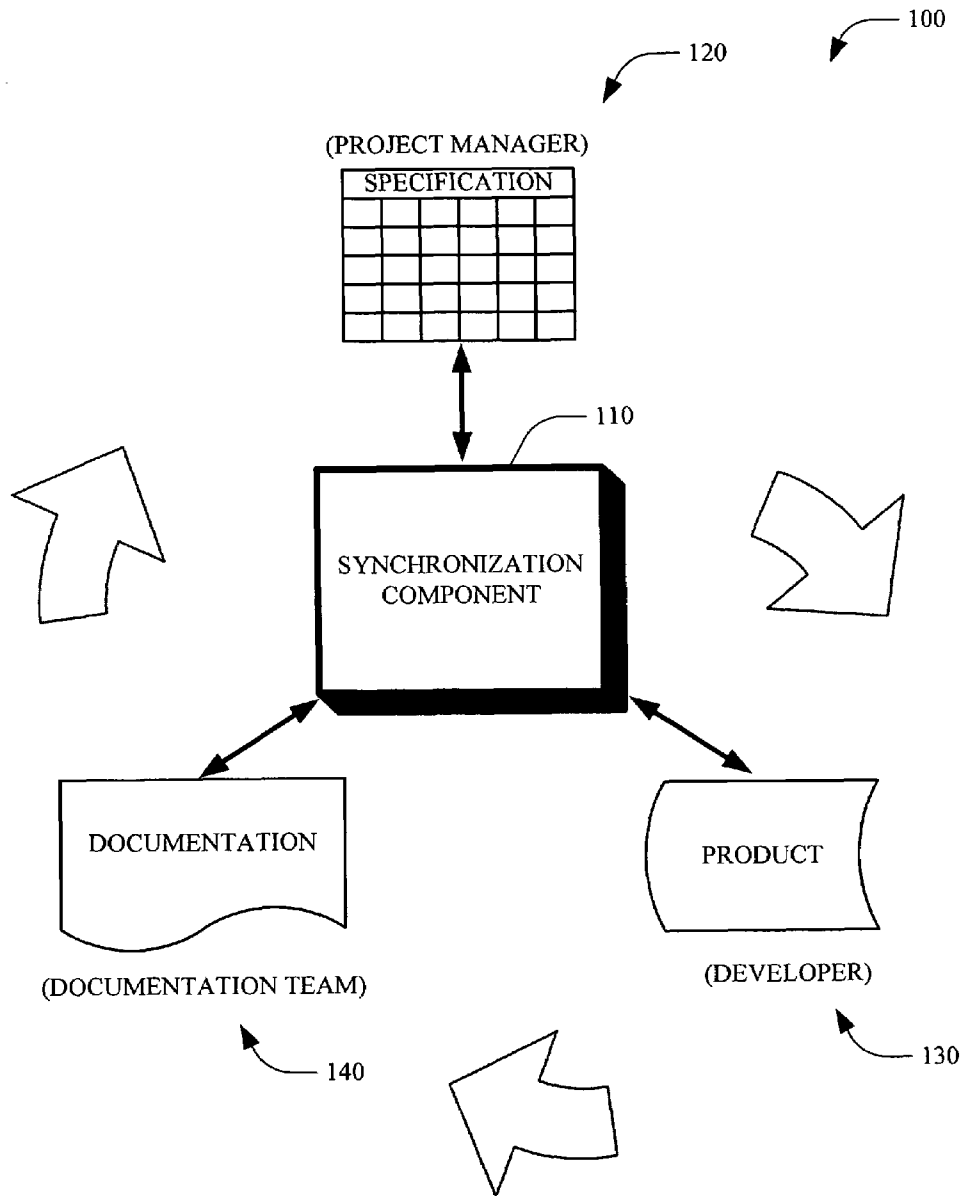 100
120
(PROJECT MANAGER)
SPECIFICATION
110
SYNCHRONIZATION
COMPONENT
DOCUMENTATION
PRODUCT
(DOCUMENTATION TEAM)
(DEVELOPER)
140
130